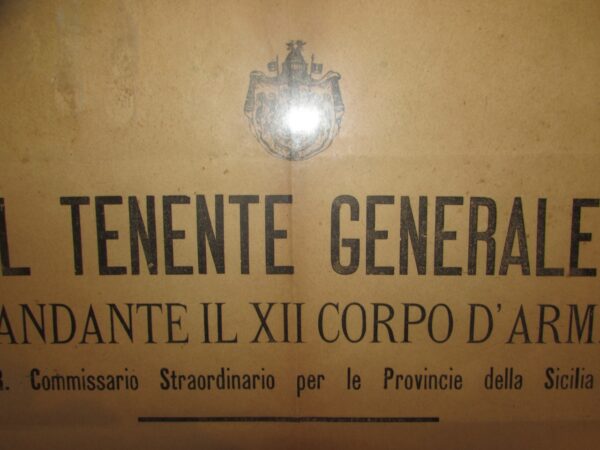 L TENENTE GENERALE
ANDANTE IL XII CORPO D'ARM
R. Commissario Straordinario per le Provincie della Sicilia